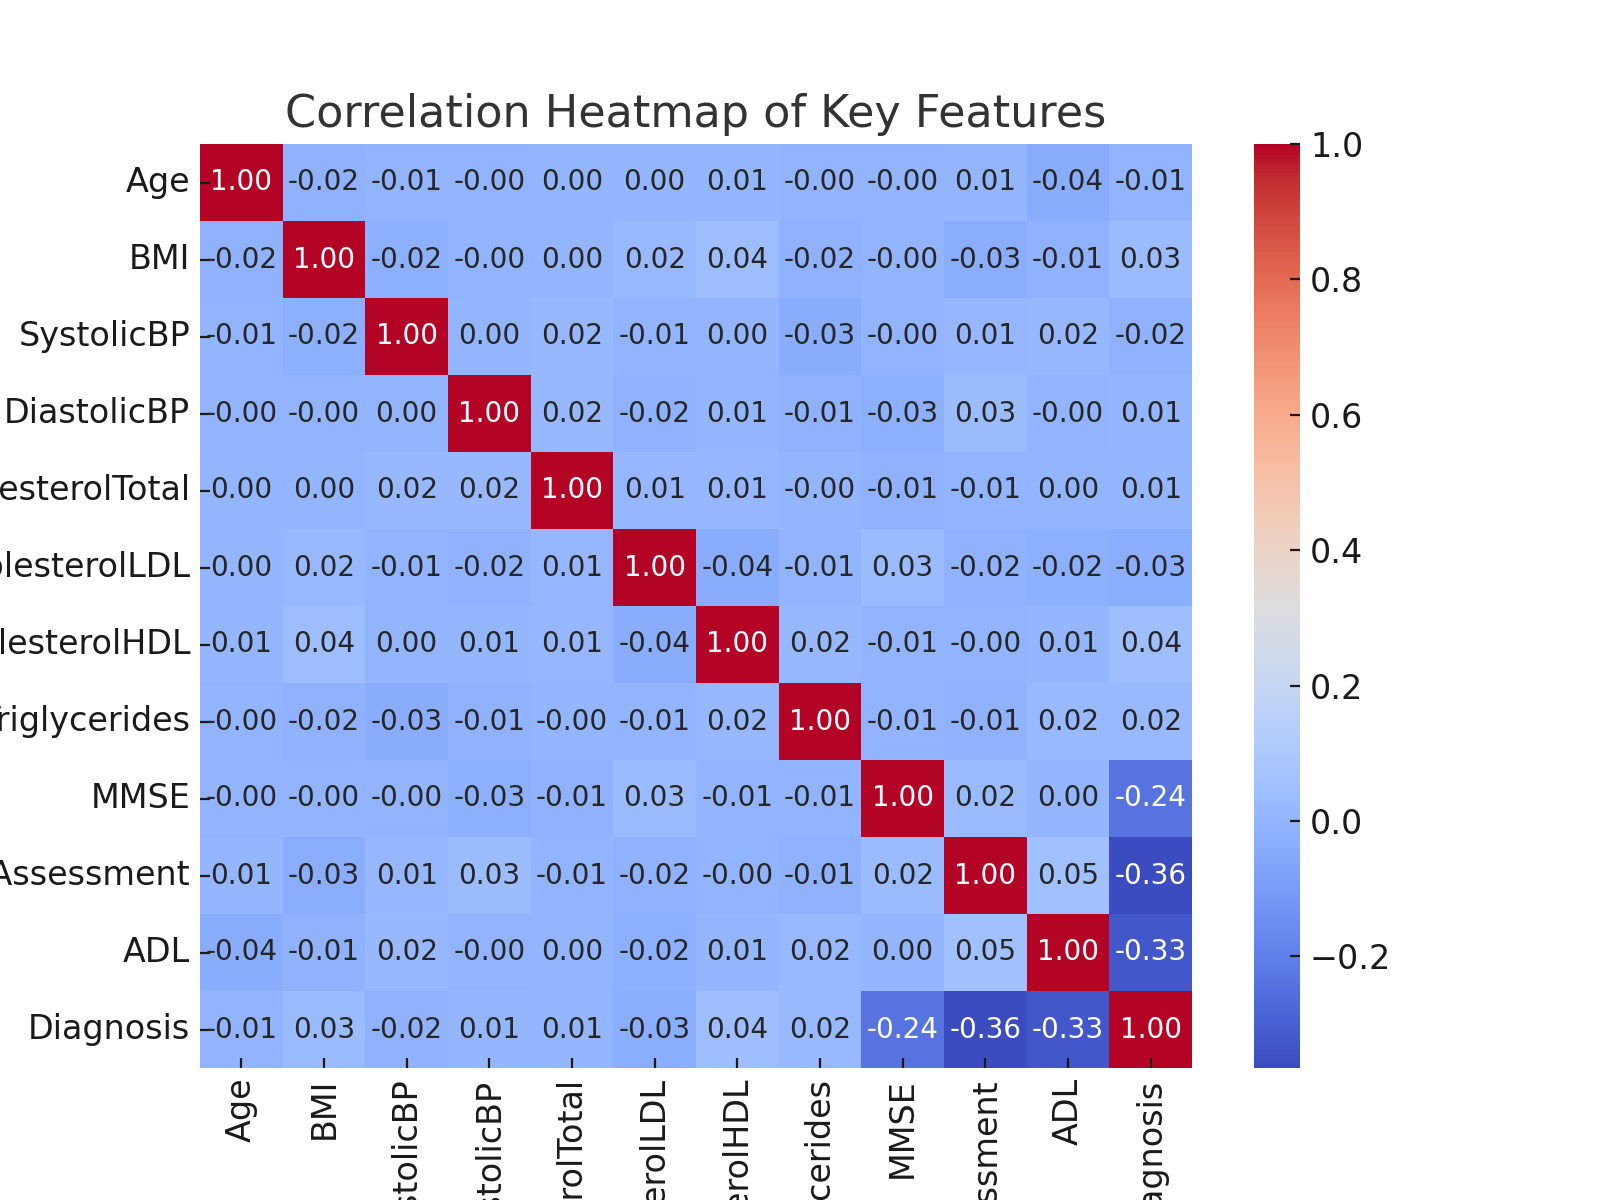 Correlation Heatmap of Key Features
Age 1.00 -0.02 -0.01 -0.00 0.00 0.00 0.01 -0.00 -0.00 0.01 -0.04 -0.01
BMI -0.02 1.00 -0.02 -0.00 0.00 0.02 0.04 -0.02 -0.00 -0.03 -0.01 0.03
SystolicBP -0.01 -0.02 1.00 0.00 0.02 -0.01 0.00 -0.03 -0.00 0.01 0.02 -0.02
DiastolicBP -0.00 -0.00 0.00 1.00 0.02 -0.02 0.01 -0.01 -0.03 0.03 -0.00 0.01
esterolTotal 0.00 0.00 0.02 0.02 1.00 0.01 0.01 -0.00 -0.01 -0.01 0.00 0.01
olesterolLDL 0.00 0.02 -0.01 -0.02 0.01 1.00 -0.04 -0.01 0.03 -0.02 -0.02 -0.03
lesterolHDL 0.01 0.04 0.00 0.01 0.01 -0.04 1.00 0.02 -0.01 -0.00 0.01 0.04
riglycerides -0.00 -0.02 -0.03 -0.01 -0.00 -0.01 0.02 1.00 -0.01 -0.01 0.02 0.02
MMSE -0.00 -0.00 -0.00 -0.03 -0.01 0.03 -0.01 -0.01 1.00 0.02 0.00 -0.24
Assessment 0.01 -0.03 0.01 0.03 -0.01 -0.02 -0.00 -0.01 0.02 1.00 0.05 -0.36
ADL -0.04 -0.01 0.02 -0.00 0.00 -0.02 0.01 0.02 0.00 0.05 1.00 -0.33
Diagnosis -0.01 0.03 -0.02 0.01 0.01 -0.03 0.04 0.02 -0.24 -0.36 -0.33 1.00
Age
BMI
stolicBP
stolicBP
rolTotal
erolLDL
erolHDL
cerides
MMSE
ssment
ADL
agnosis
1.0
0.8
0.6
0.4
0.2
0.0
−0.2